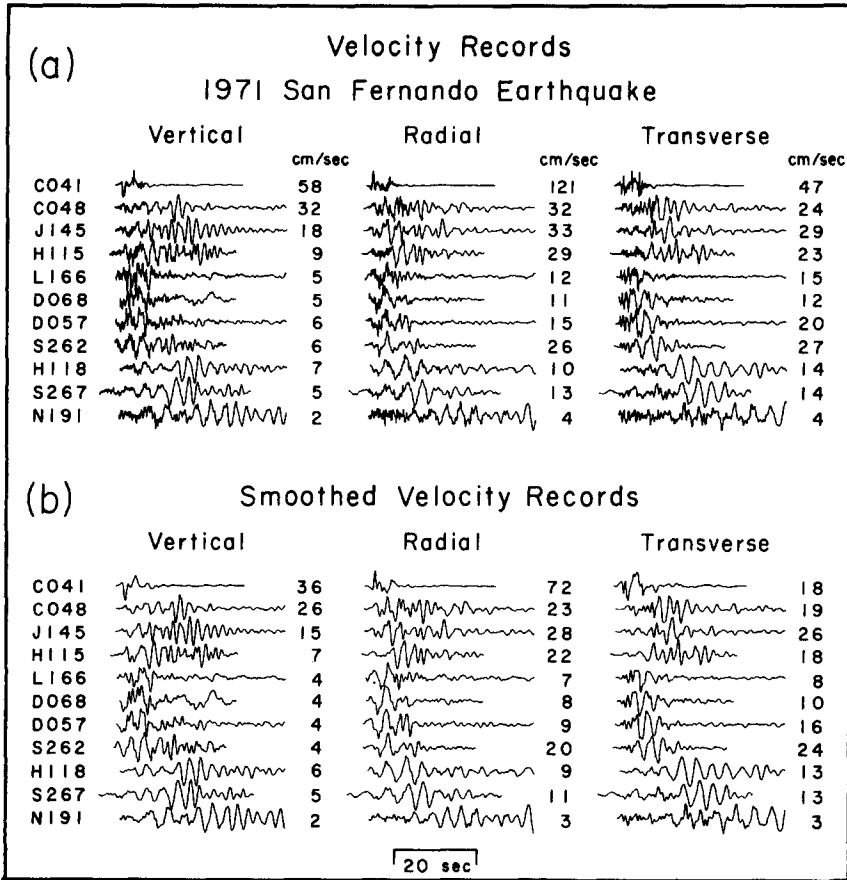 (a)
Velocity Records
1971 San Fernando Earthquake
Vertical Radial Transverse
cm/sec cm/sec cm/sec
C041 58 121 47
C048 32 32 24
J145 18 33 29
H115 9 29 23
L166 5 12 15
D068 5 11 12
D057 6 15 20
S262 6 26 27
H118 7 10 14
S267 5 13 14
N191 2 4 4
(b)
Smoothed Velocity Records
Vertical Radial Transverse
C041 36 72 18
C048 26 23 19
J145 15 28 26
H115 7 22 18
L166 4 7 8
D068 4 8 10
D057 4 9 16
S262 4 20 24
H118 6 9 13
S267 5 11 13
N191 2 3 3
20 sec